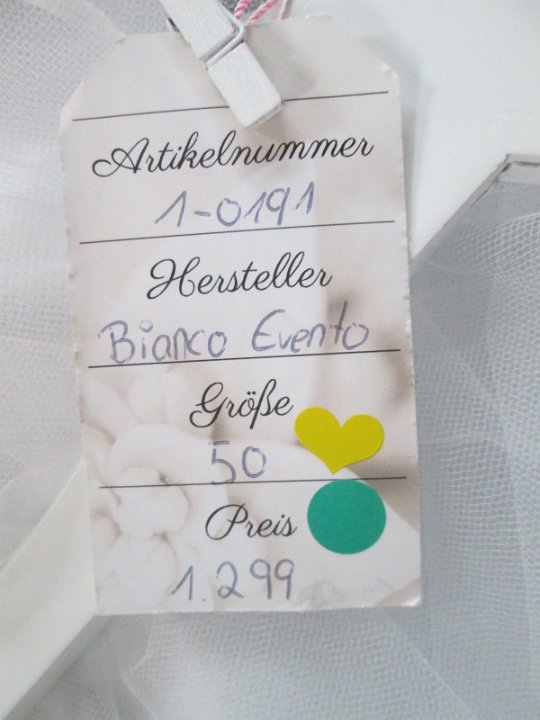 Artikelnummer
1-0191
Hersteller
Bianco Evento
Größe
50
Preis
1.299